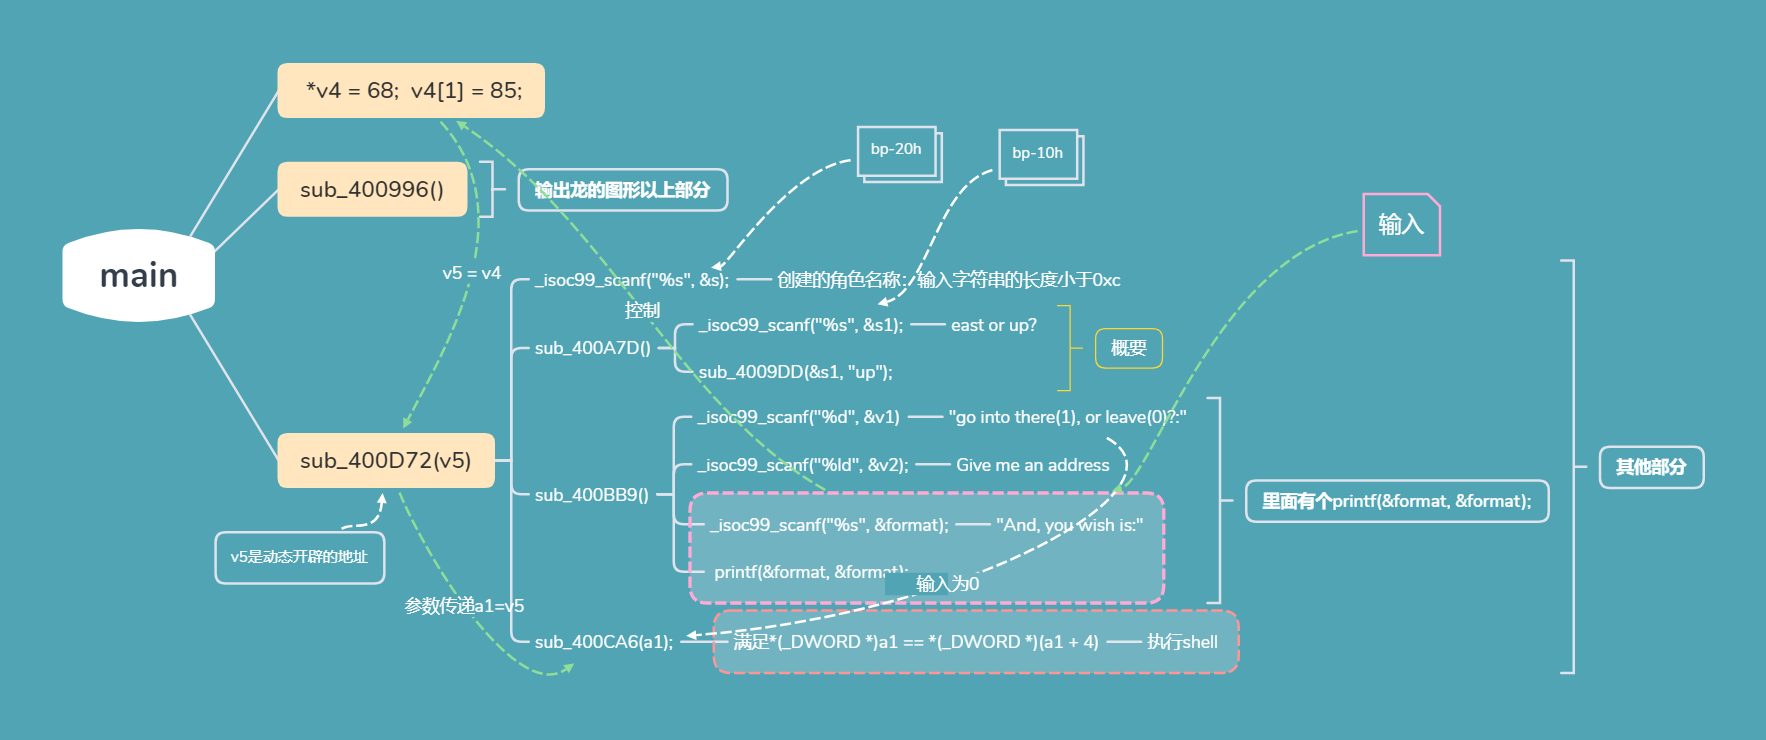 *v4 = 68;  v4[1] = 85;
bp-20h
bp-10h
sub_400996()
输出龙的图形以上部分
输入
main
v5 = v4
_isoc99_scanf("%s", &s);
创建的角色名称：输入字符串的长度小于0xc
控制
_isoc99_scanf("%s", &s1);
east or up?
sub_400A7D()
概要
sub_4009DD(&s1, "up");
_isoc99_scanf("%d", &v1)
"go into there(1), or leave(0)?:"
sub_400D72(v5)
_isoc99_scanf("%ld", &v2);
Give me an address
其他部分
sub_400BB9()
里面有个printf(&format, &format);
_isoc99_scanf("%s", &format);
"And, you wish is:"
v5是动态开辟的地址
printf(&format, &format);
输入为0
参数传递a1=v5
sub_400CA6(a1);
满足*(_DWORD *)a1 == *(_DWORD *)(a1 + 4)
执行shell